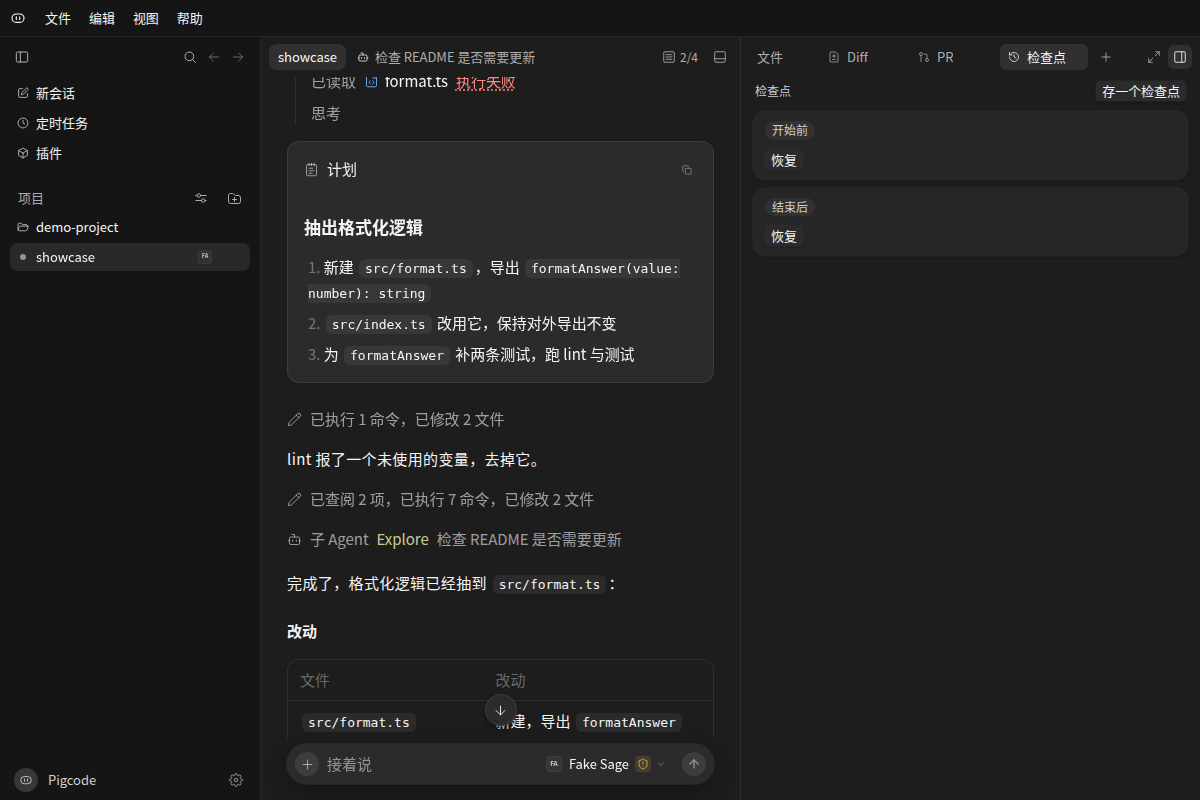 文件 编辑 视图 帮助
新会话
定时任务
插件
项目
demo-project
showcase FA
Pigcode
showcase 检查 README 是否需要更新 2/4
已读取 format.ts 执行失败
思考
计划
抽出格式化逻辑
1. 新建 src/format.ts ，导出 formatAnswer(value:
number): string
2. src/index.ts 改用它，保持对外导出不变
3. 为 formatAnswer 补两条测试，跑 lint 与测试
已执行 1 命令，已修改 2 文件
lint 报了一个未使用的变量，去掉它。
已查阅 2 项，已执行 7 命令，已修改 2 文件
子 Agent Explore 检查 README 是否需要更新
完成了，格式化逻辑已经抽到 src/format.ts ：
改动
文件 改动
src/format.ts 新建，导出 formatAnswer
接着说 FA Fake Sage
文件 Diff PR 检查点
检查点 存一个检查点
开始前
恢复
结束后
恢复